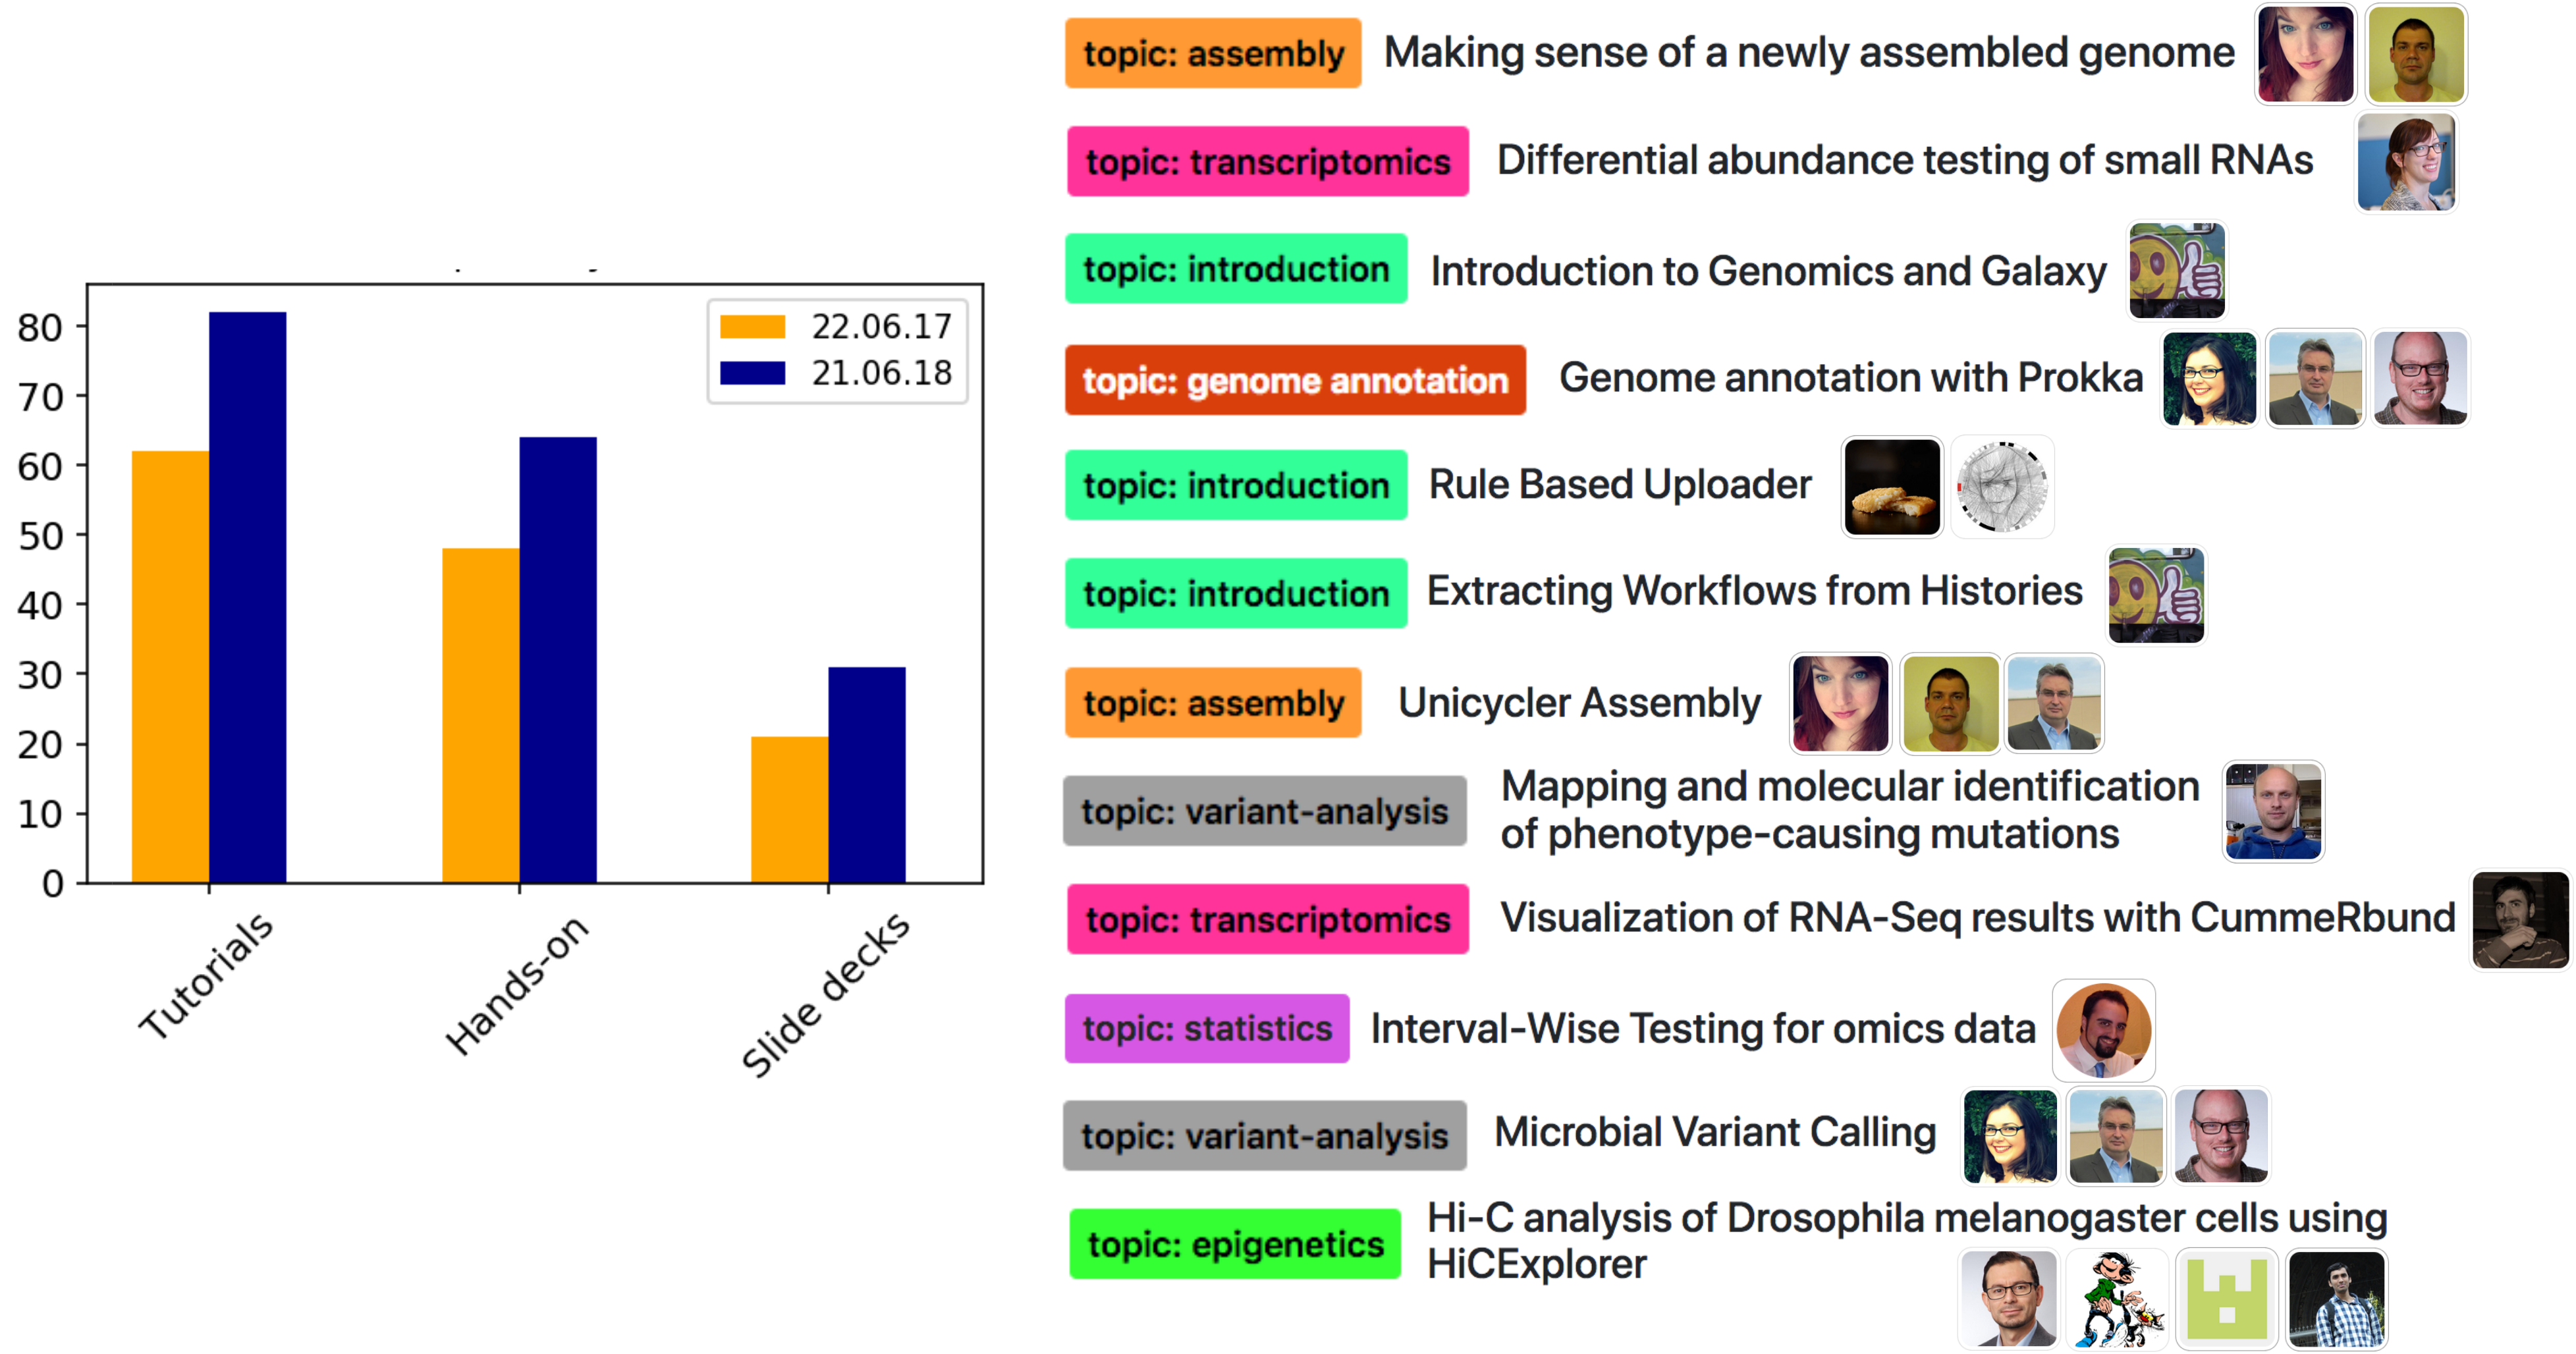 80
70
60
50
40
30
20
10
0
22.06.17
21.06.18
Tutorials
Hands-on
Slide decks
topic: assembly Making sense of a newly assembled genome
topic: transcriptomics Differential abundance testing of small RNAs
topic: introduction Introduction to Genomics and Galaxy
topic: genome annotation Genome annotation with Prokka
topic: introduction Rule Based Uploader
topic: introduction Extracting Workflows from Histories
topic: assembly Unicycler Assembly
topic: variant-analysis Mapping and molecular identification
of phenotype-causing mutations
topic: transcriptomics Visualization of RNA-Seq results with CummeRbund
topic: statistics Interval-Wise Testing for omics data
topic: variant-analysis Microbial Variant Calling
topic: epigenetics Hi-C analysis of Drosophila melanogaster cells using
HiCExplorer